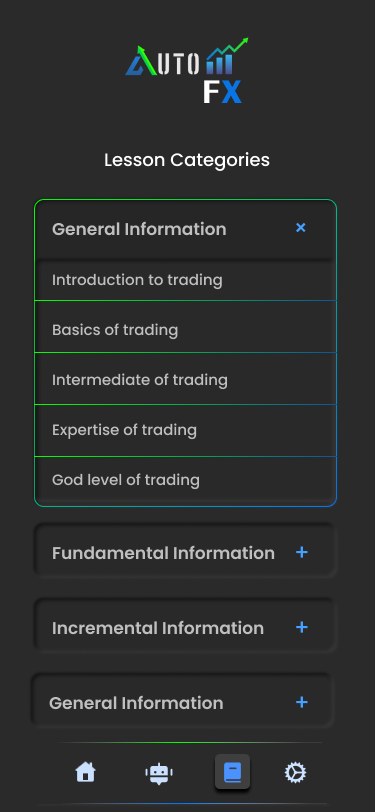 AUTO
FX
Lesson Categories
General Information
Introduction to trading
Basics of trading
Intermediate of trading
Expertise of trading
God level of trading
Fundamental Information
Incremental Information
General Information